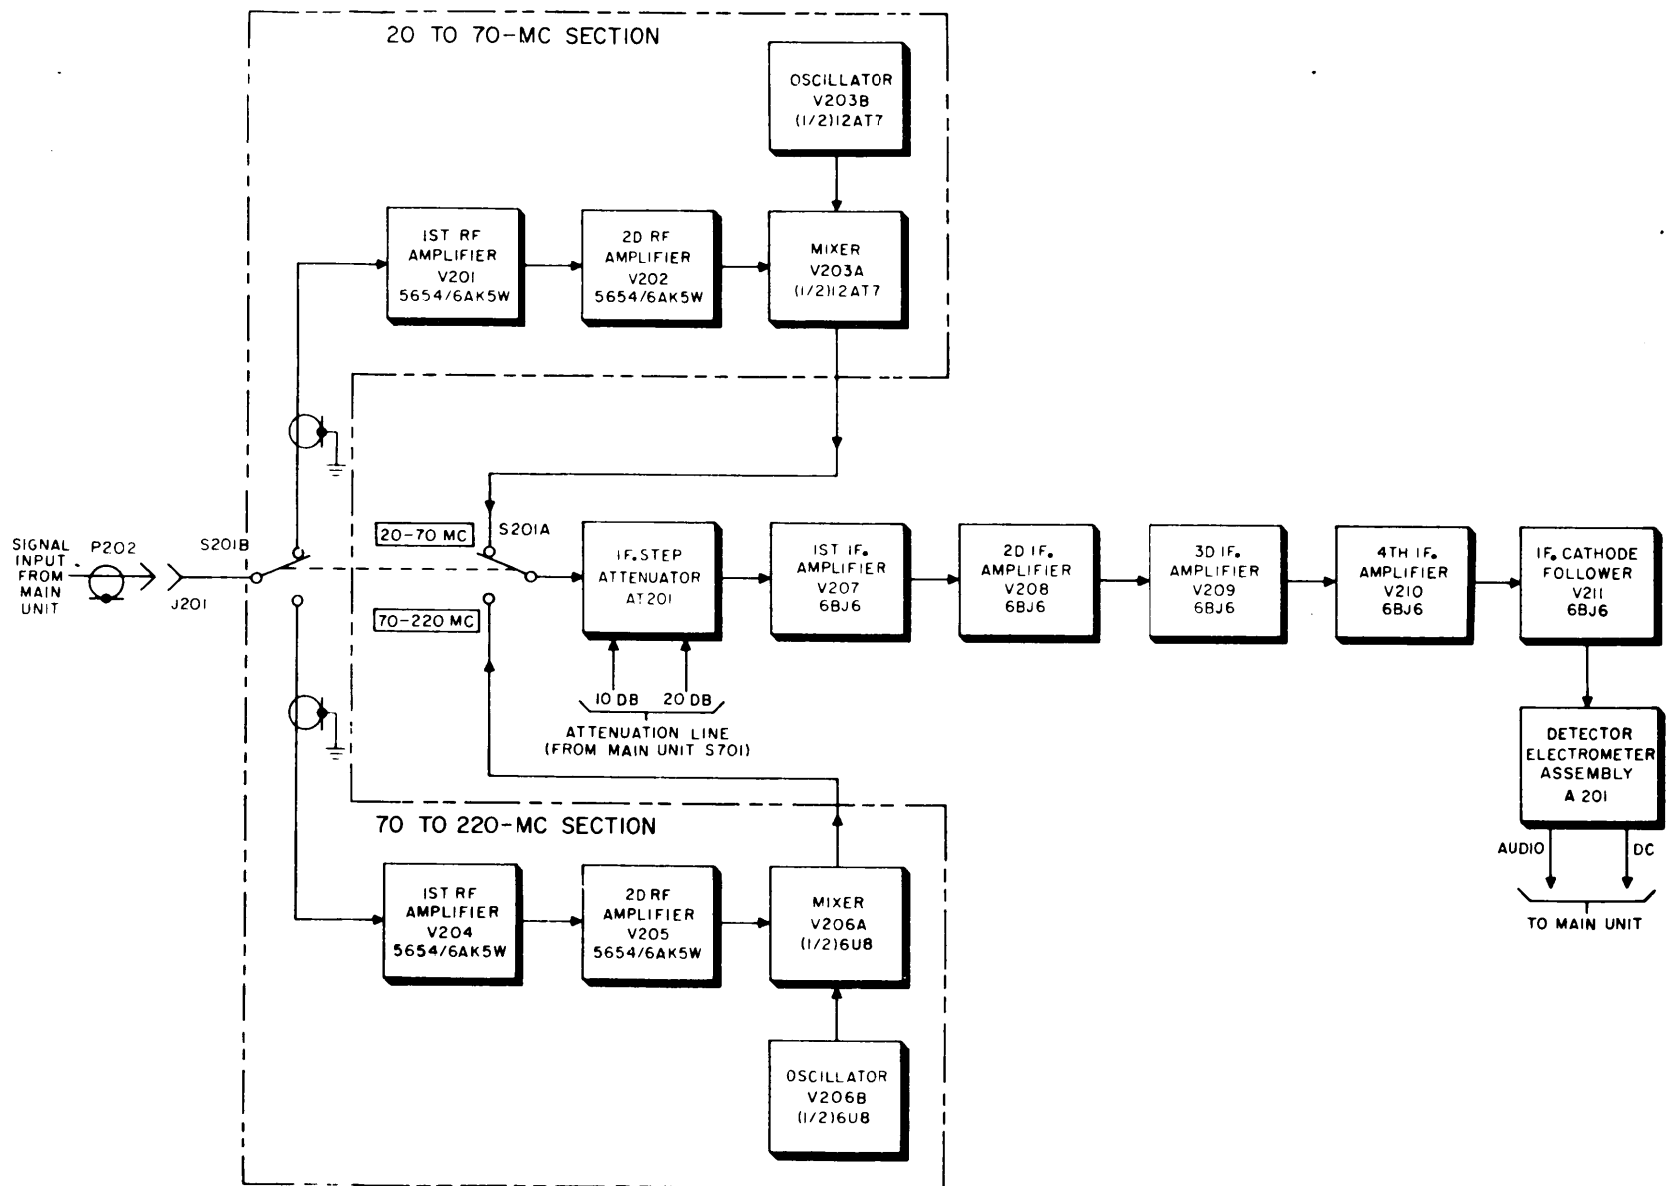 20 TO 70-MC SECTION
OSCILLATOR
V203B
(1/2)12AT7
1ST RF
AMPLIFIER
V201
5654/6AK5W
2D RF
AMPLIFIER
V202
5654/6AK5W
MIXER
V203A
(1/2)12AT7
SIGNAL
INPUT
FROM
MAIN
UNIT
P202
J201
S201B
20-70 MC
S201A
70-220 MC
IF. STEP
ATTENUATOR
AT201
10 DB
20 DB
ATTENUATION LINE
(FROM MAIN UNIT S701)
1ST IF.
AMPLIFIER
V207
6BJ6
2D IF.
AMPLIFIER
V208
6BJ6
3D IF.
AMPLIFIER
V209
6BJ6
4TH IF.
AMPLIFIER
V210
6BJ6
IF. CATHODE
FOLLOWER
V211
6BJ6
DETECTOR
ELECTROMETER
ASSEMBLY
A 201
AUDIO
DC
TO MAIN UNIT
70 TO 220-MC SECTION
1ST RF
AMPLIFIER
V204
5654/6AK5W
2D RF
AMPLIFIER
V205
5654/6AK5W
MIXER
V206A
(1/2)6U8
OSCILLATOR
V206B
(1/2)6U8